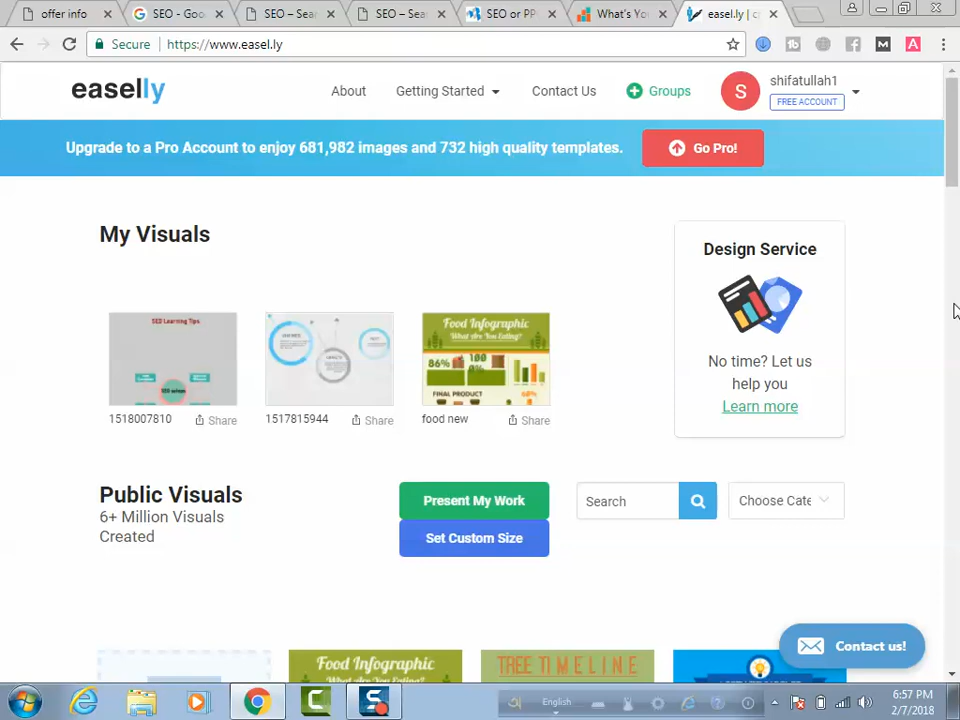 offer info
SEO - Goo
SEO – Sear
SEO – Sea
SEO or PP
What's Yo
easel.ly | c
Secure
https://www.easel.ly
easelly
About
Getting Started
Contact Us
Groups
S
shifatullah1
FREE ACCOUNT
Upgrade to a Pro Account to enjoy 681,982 images and 732 high quality templates.
Go Pro!
My Visuals
Design Service
No time? Let us
help you
Learn more
SEO Learning Tips
Food Infographic
What Are You Eating?
86%
100
FINAL PRODUCT
68%
1518007810
Share
1517815944
Share
food new
Share
Public Visuals
6+ Million Visuals
Created
Present My Work
Set Custom Size
Search
Choose Cate
Food Infographic
TREE TIMELINE
Contact us!
English
6:57 PM
2/7/2018